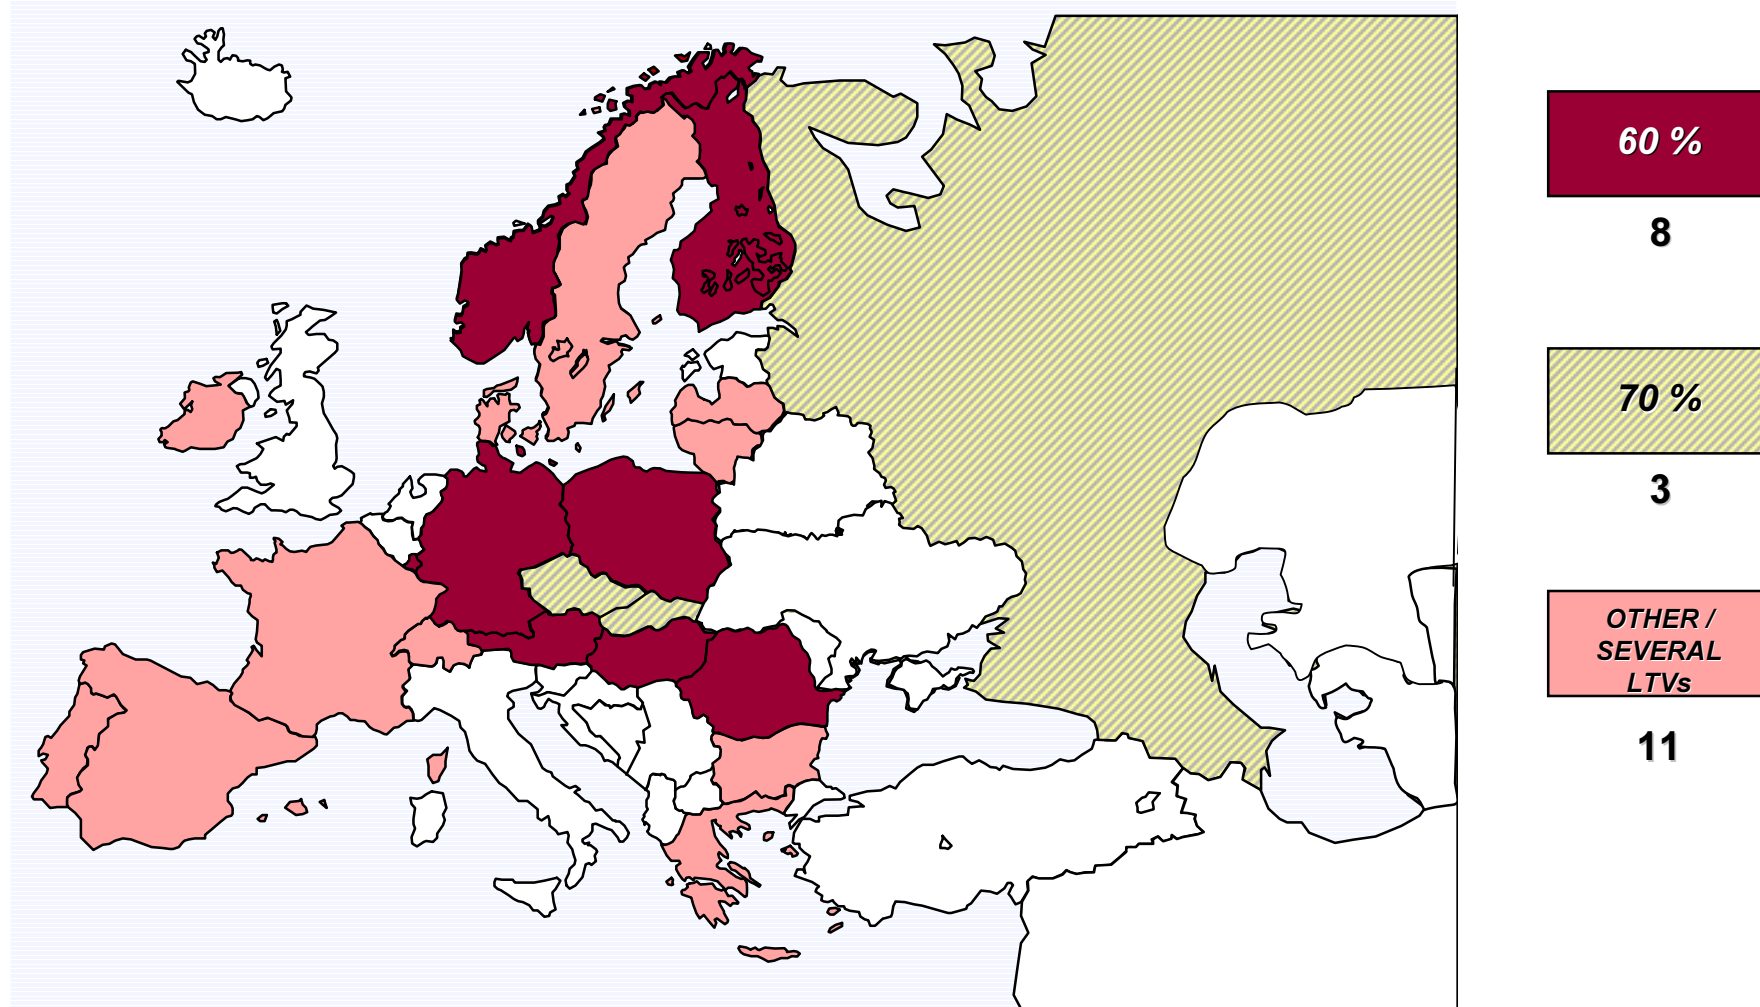 60 %
8
70 %
3
OTHER /
SEVERAL
LTVs
11